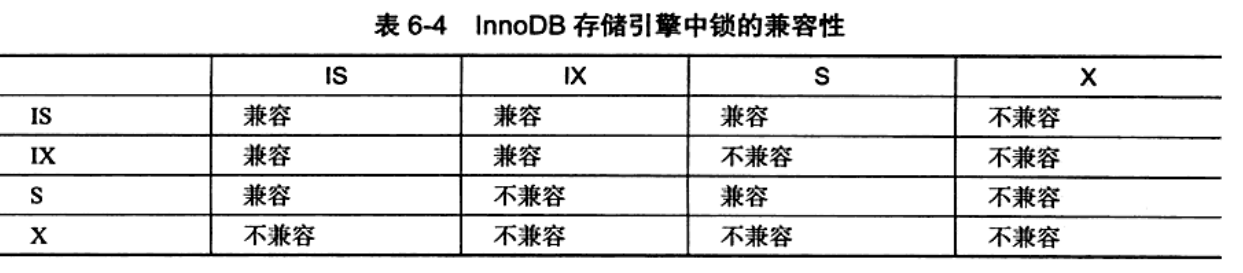 表 6-4 InnoDB 存储引擎中锁的兼容性
IS IX S X
IS 兼容 兼容 兼容 不兼容
IX 兼容 兼容 不兼容 不兼容
S 兼容 不兼容 兼容 不兼容
X 不兼容 不兼容 不兼容 不兼容